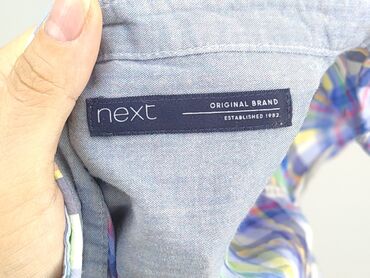 next
ORIGINAL BRAND
ESTABLISHED 1982.